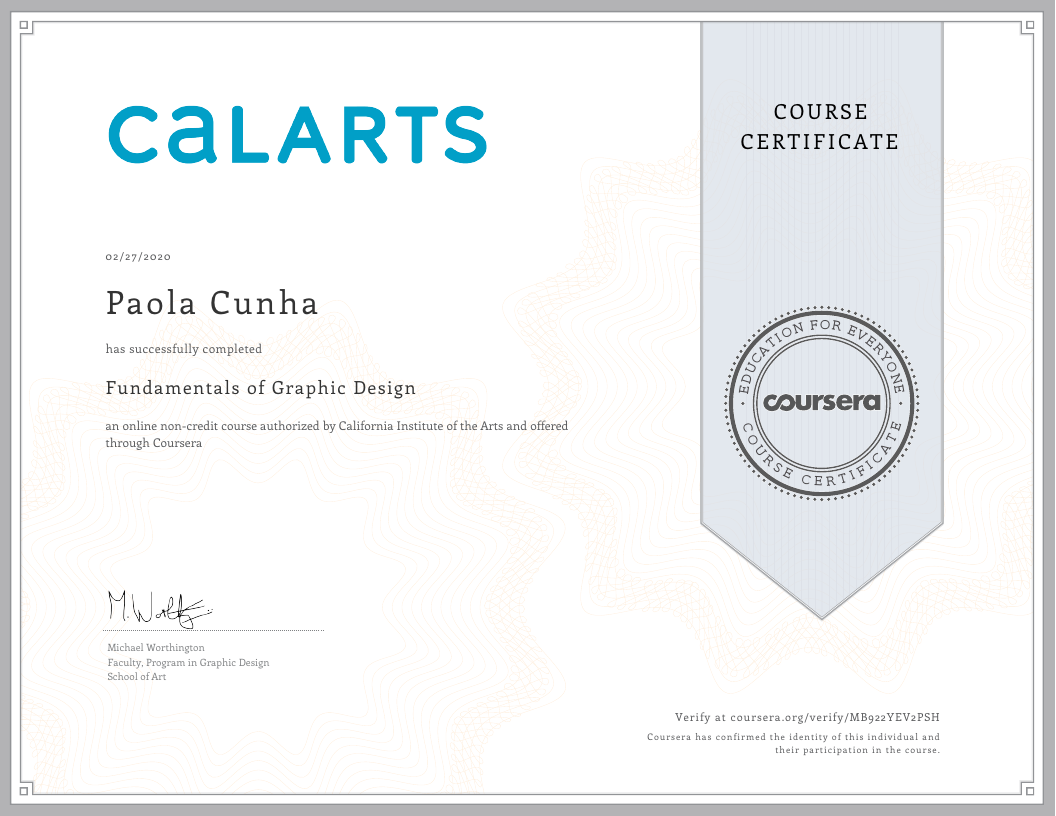 CALARTS
COURSE
CERTIFICATE
02/27/2020
Paola Cunha
has successfully completed
Fundamentals of Graphic Design
an online non-credit course authorized by California Institute of the Arts and offered
through Coursera
EDUCATION FOR EVERYONE
coursera
COURSE CERTIFICATE
M. Worth
Michael Worthington
Faculty, Program in Graphic Design
School of Art
Verify at coursera.org/verify/MB922YEV2PSH
Coursera has confirmed the identity of this individual and
their participation in the course.